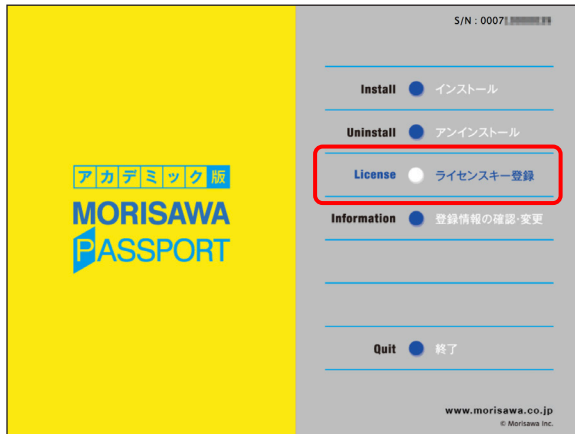 S/N : 0007
Install インストール
Uninstall アンインストール
アカデミック版
License ライセンスキー登録
MORISAWA
PASSPORT
Information 登録情報の確認・変更
Quit 終了
www.morisawa.co.jp
© Morisawa Inc.